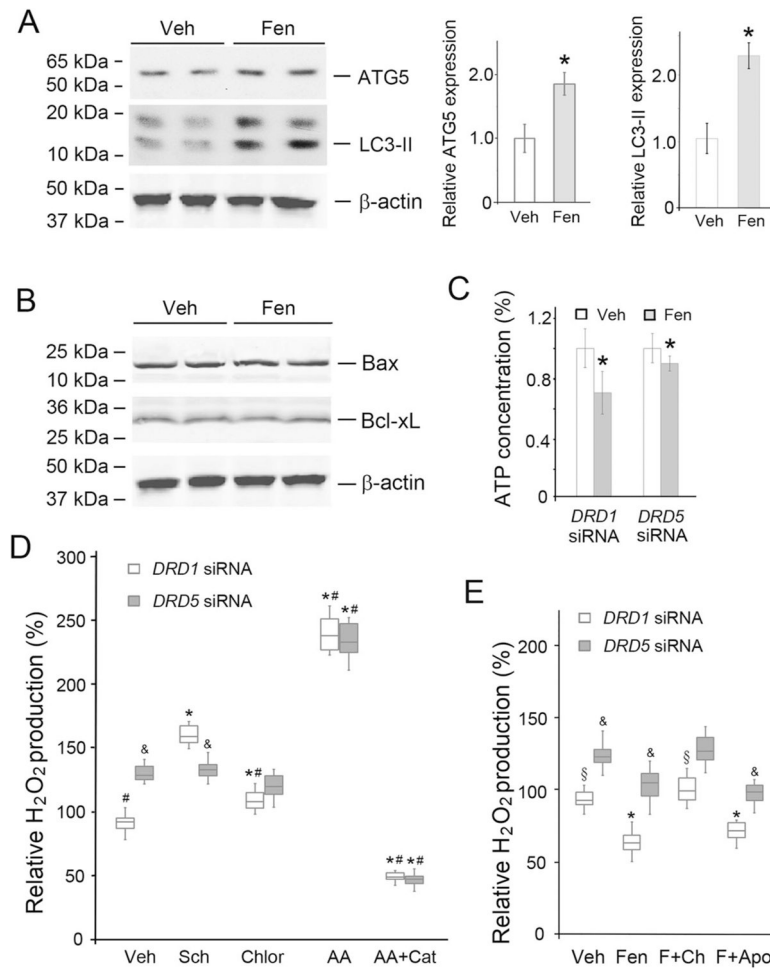 A
Veh Fen
65 kDa
50 kDa
ATG5
20 kDa
10 kDa
LC3-II
50 kDa
37 kDa
β-actin
Relative ATG5 expression
2.0
1.0
0
*
Veh Fen
Relative LC3-II expression
2.0
1.0
0
*
Veh Fen
B
Veh Fen
25 kDa
10 kDa
Bax
36 kDa
25 kDa
Bcl-xL
50 kDa
37 kDa
β-actin
C
ATP concentration (%)
Veh Fen
1.2
0.8
0.4
0
* *
DRD1 siRNA
DRD5 siRNA
D
Relative H₂O₂ production (%)
DRD1 siRNA
DRD5 siRNA
300
250
200
150
100
50
0
# & * & *# *# *# *# *#
Veh Sch Chlor AA AA+Cat
E
Relative H₂O₂ production (%)
DRD1 siRNA
DRD5 siRNA
200
150
100
50
0
§ & * & § * &
Veh Fen F+Ch F+Apo